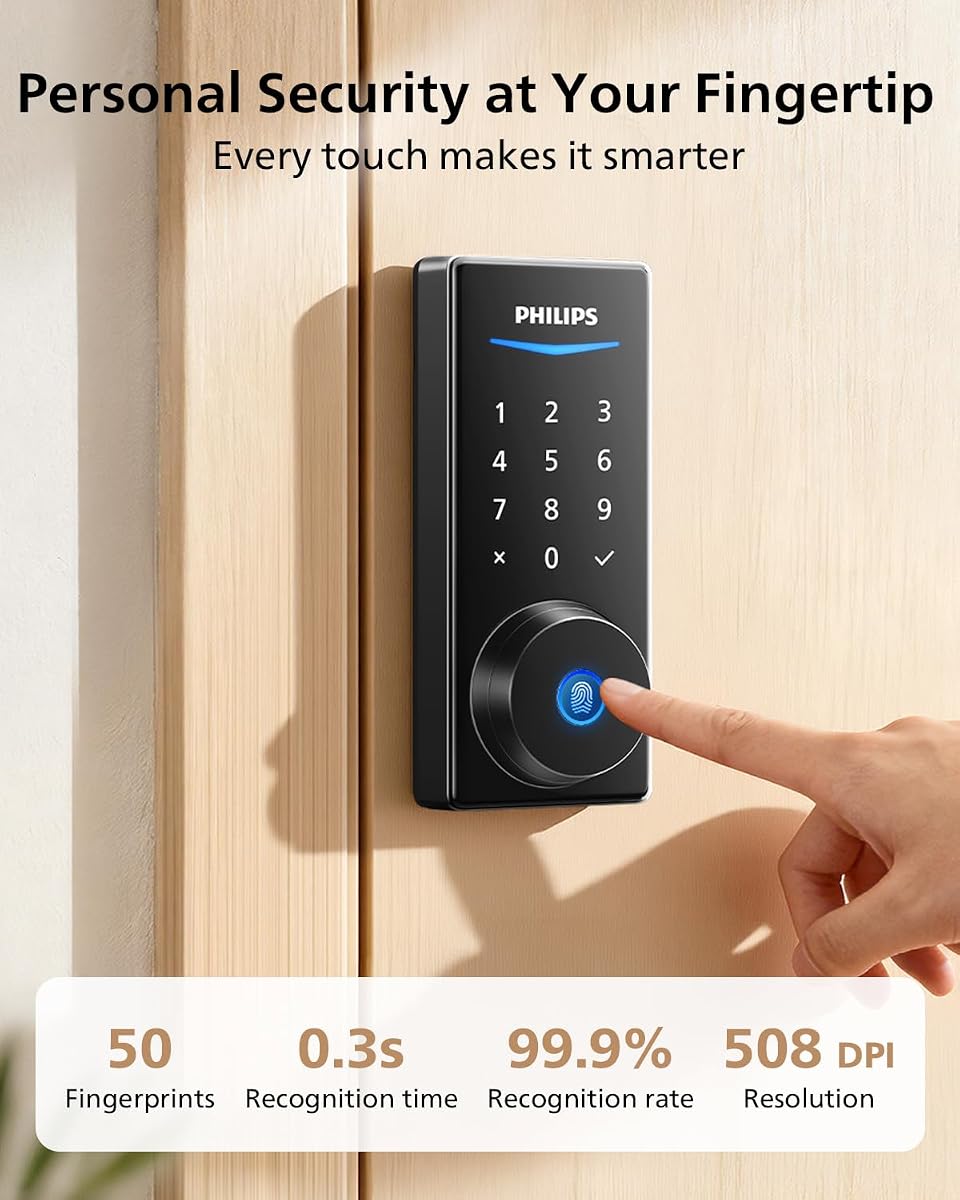 Personal Security at Your Fingertip
Every touch makes it smarter
PHILIPS
1 2 3
4 5 6
7 8 9
× 0 ✓
50 0.3s 99.9% 508 DPI
Fingerprints Recognition time Recognition rate Resolution